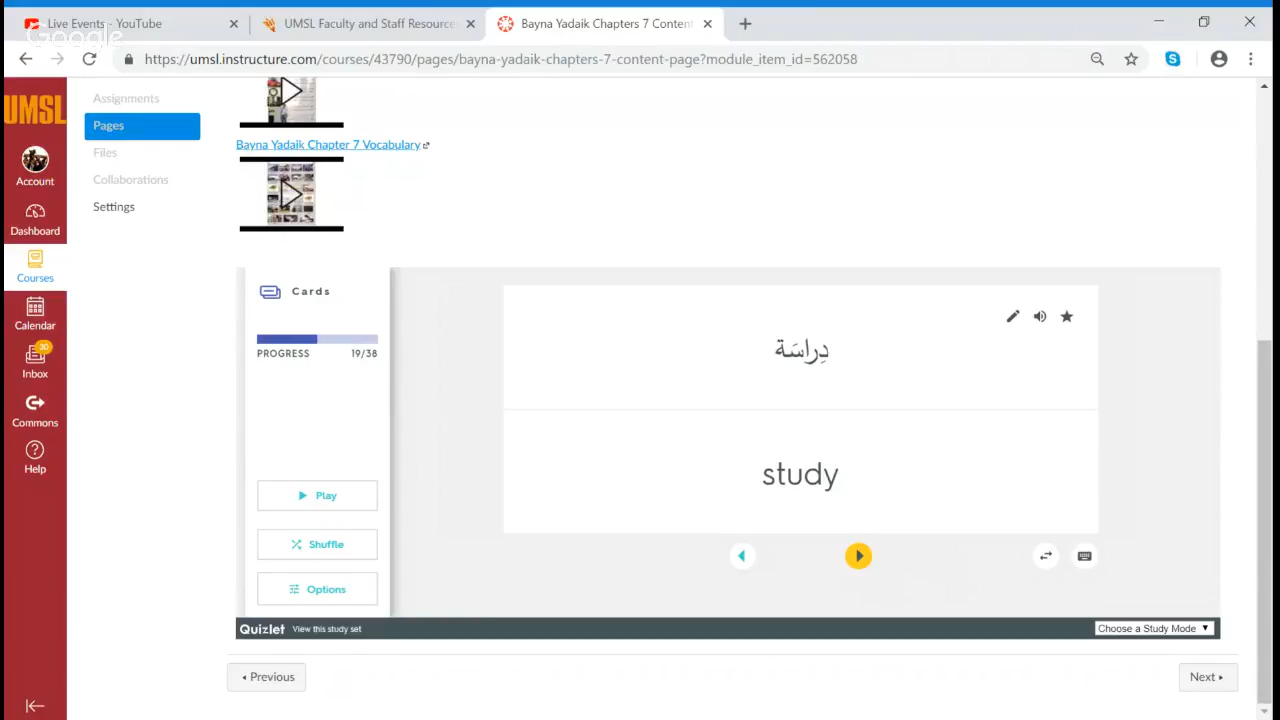 Live Events - YouTube
UMSL Faculty and Staff Resource
Bayna Yadaik Chapters 7 Content
Google
https://umsl.instructure.com/courses/43790/pages/bayna-yadaik-chapters-7-content-page?module_item_id=562058
UMSL
Account
Dashboard
Courses
Calendar
30
Inbox
Commons
Help
Assignments
Pages
Files
Collaborations
Settings
Bayna Yadaik Chapter 7 Vocabulary
Cards
PROGRESS 19/38
Play
Shuffle
Options
دِراسَة
study
Quizlet View this study set
Choose a Study Mode
Previous
Next